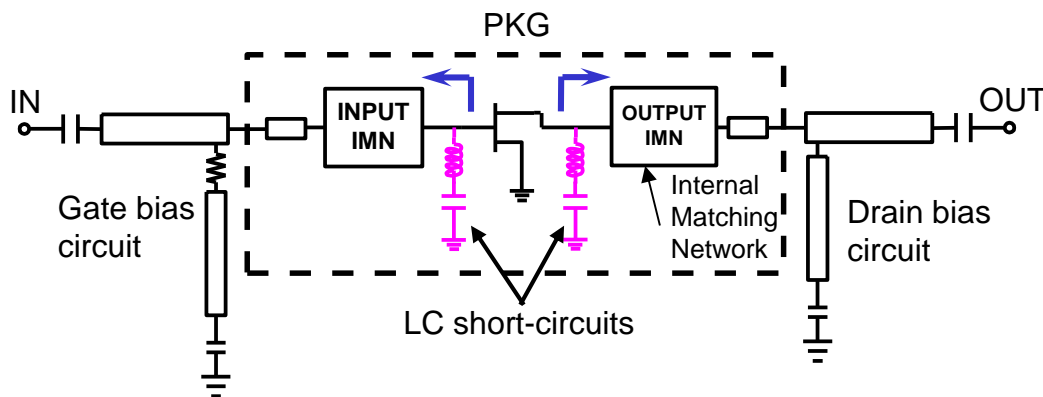 PKG
IN
INPUT
IMN
OUTPUT
IMN
OUT
Gate bias
circuit
Internal
Matching
Network
Drain bias
circuit
LC short-circuits